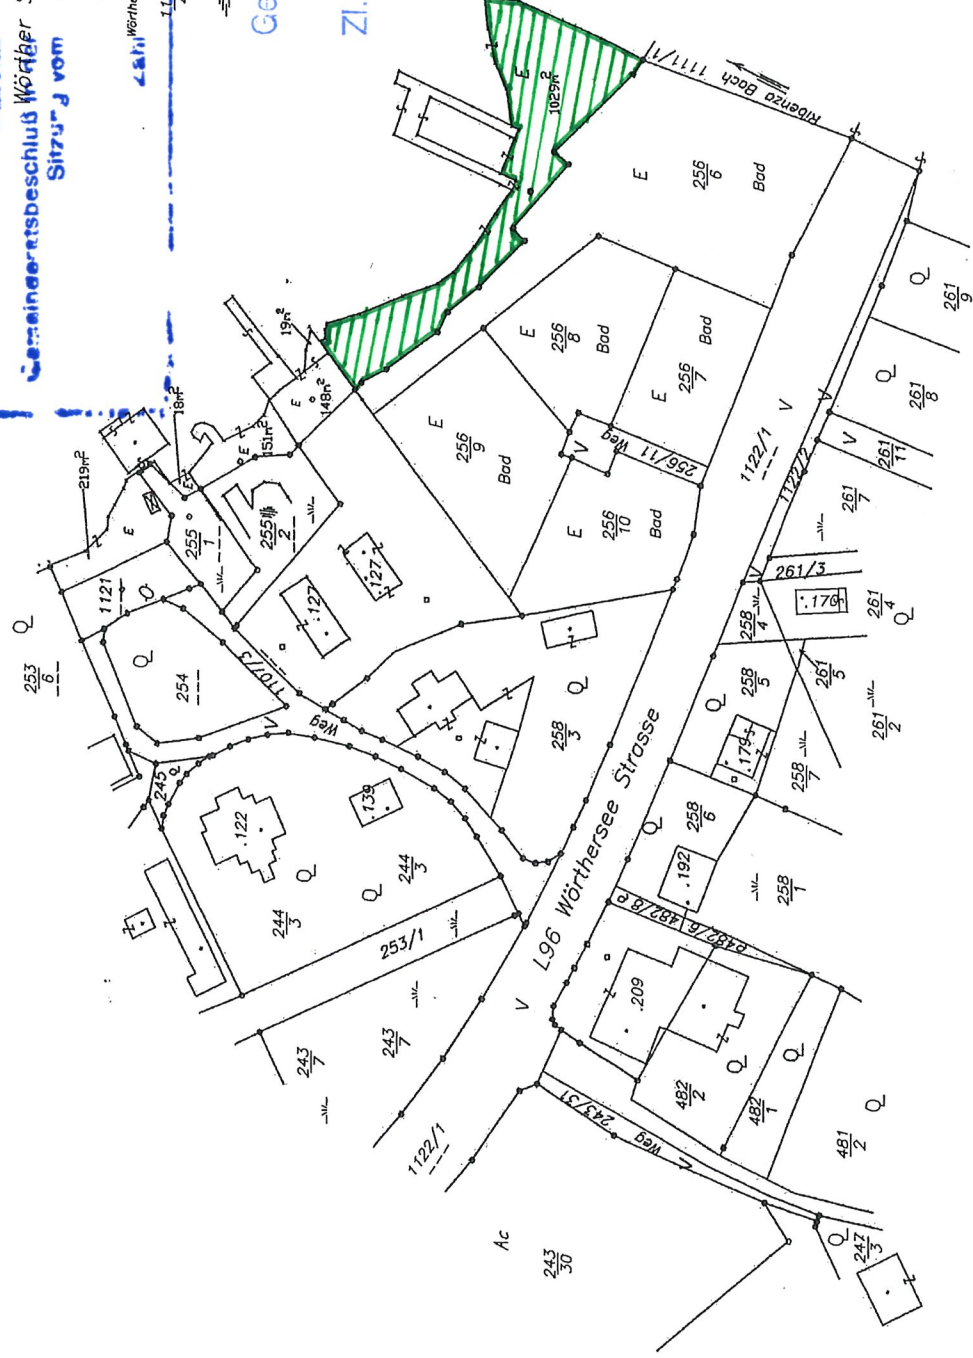 Gemeinderatsbeschluß in der
Sitzung vom
Wörther S
Zahl
Wörthe
Ge
Zl.
E
1029m²
1111/1
Ribenza Bach
E
256/6
Bad
19m²
18m²
219m²
148m²
E
151m²
E
E
E
255/1
255/2
1121
253/6
254
1107/3
Weg
V
.127
.127
E
256/9
Bad
E
256/8
Bad
E
256/7
Bad
V
Weg
256/11
E
256/10
Bad
V
1122/1
V
1122/2
V
261/11
261/9
261/8
261/7
V
261/3
.170
261/4
258/4
261/5
261/2
258/5
.179
258/7
258/3
L96 Wörthersee Strasse
V
258/6
.192
258/1
482/8
482/6
.209
245
.122
.139
244/3
244/3
253/1
243/7
243/7
1122/1
482/2
482/1
481/2
243/31
Weg
V
Ac
243/30
247/3